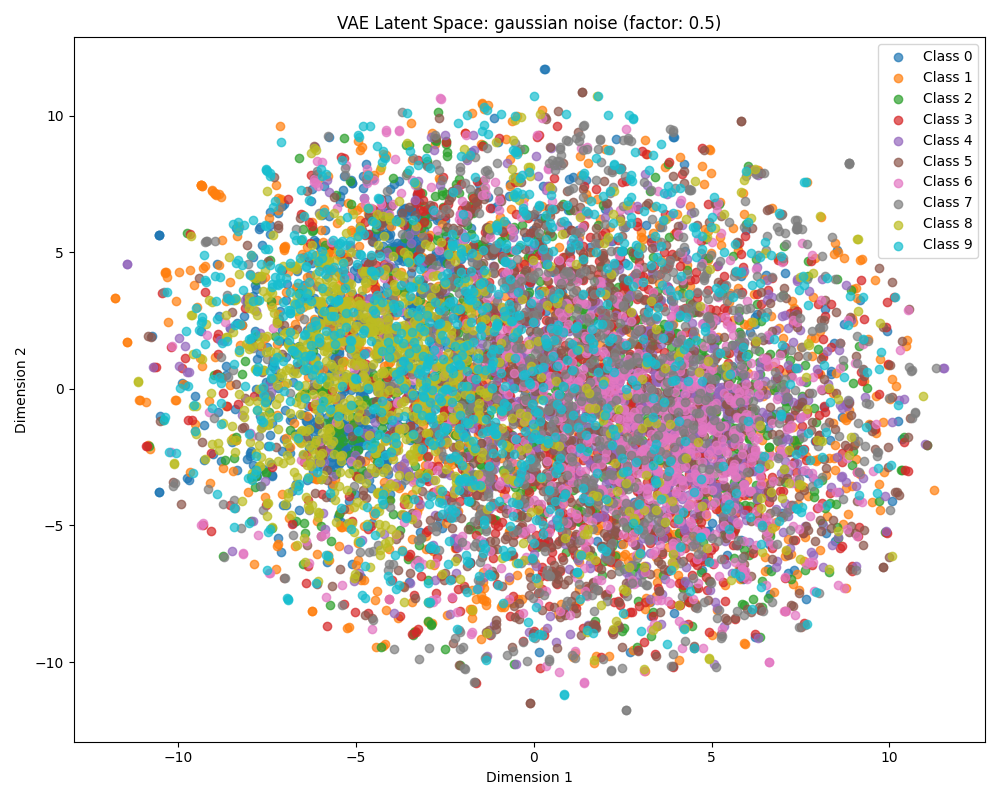 VAE Latent Space: gaussian noise (factor: 0.5)
Class 0
Class 1
Class 2
Class 3
Class 4
Class 5
Class 6
Class 7
Class 8
Class 9
10
5
0
−5
−10
Dimension 2
−10
−5
0
5
10
Dimension 1